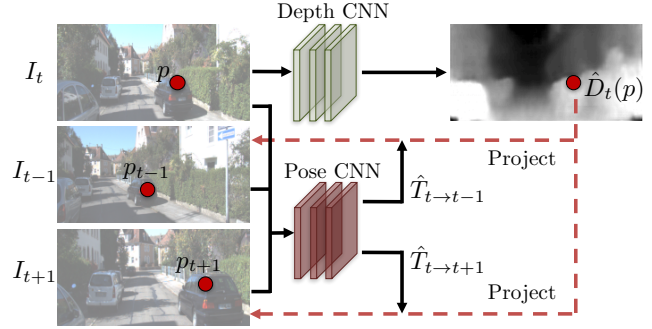 Depth CNN
I_t
p
D̂_t(p)
Project
I_{t−1}
p_{t−1}
Pose CNN
T̂_{t→t−1}
I_{t+1}
p_{t+1}
T̂_{t→t+1}
Project